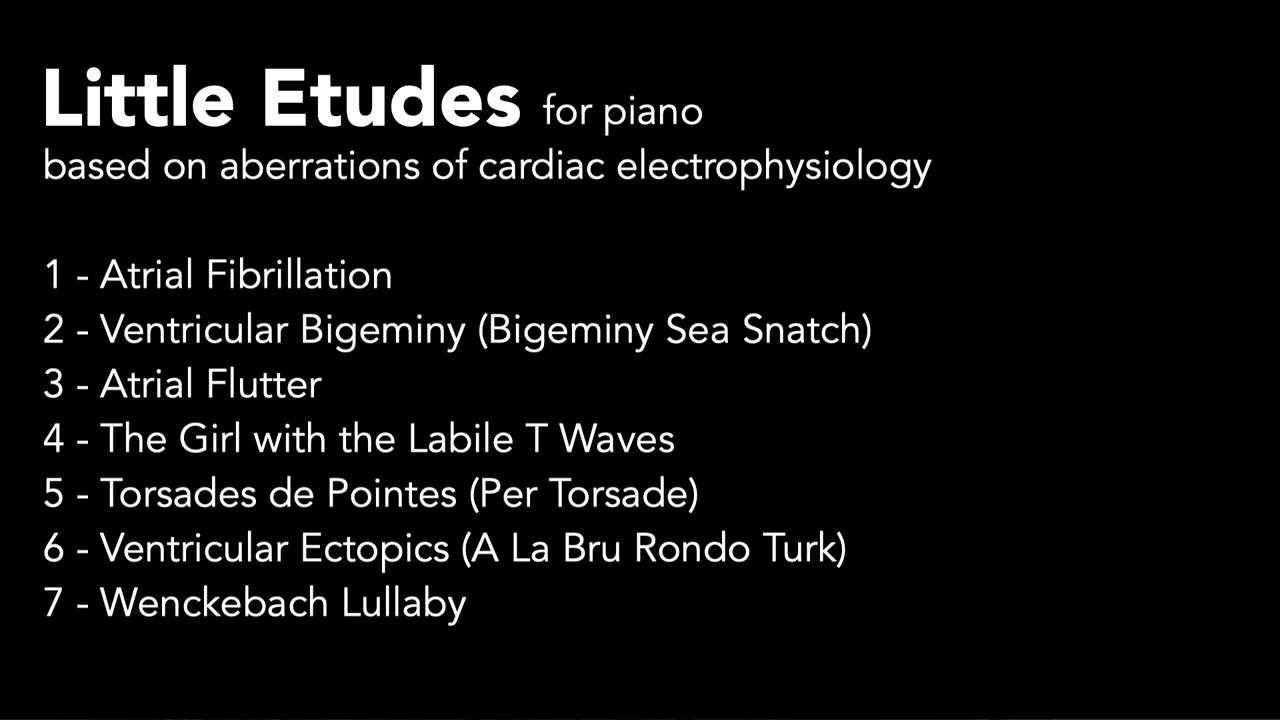 Little Etudes for piano
based on aberrations of cardiac electrophysiology
1 - Atrial Fibrillation
2 - Ventricular Bigeminy (Bigeminy Sea Snatch)
3 - Atrial Flutter
4 - The Girl with the Labile T Waves
5 - Torsades de Pointes (Per Torsade)
6 - Ventricular Ectopics (A La Bru Rondo Turk)
7 - Wenckebach Lullaby